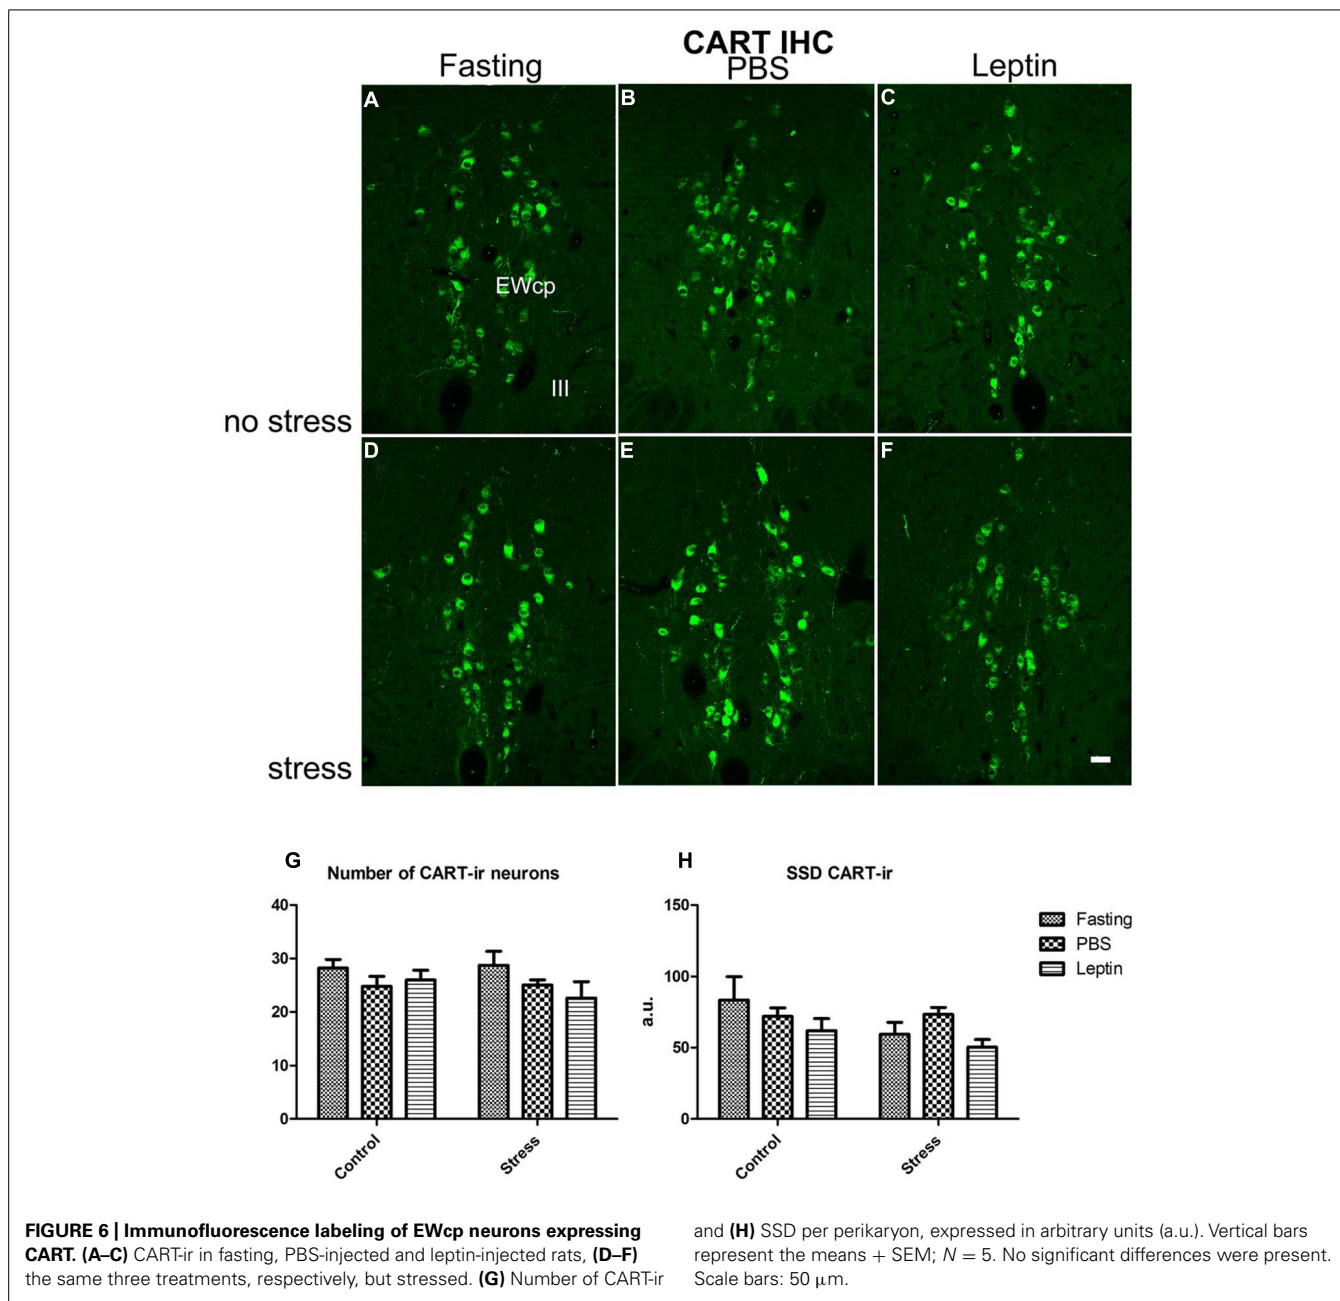 CART IHC
Fasting PBS Leptin
A B C
EWcp
III
no stress
D E F
stress
G Number of CART-ir neurons
40
30
20
10
0
Control Stress
H SSD CART-ir
150
100
50
0
a.u.
Control Stress
Fasting
PBS
Leptin
FIGURE 6 | Immunofluorescence labeling of EWcp neurons expressing
CART. (A–C) CART-ir in fasting, PBS-injected and leptin-injected rats, (D–F)
the same three treatments, respectively, but stressed. (G) Number of CART-ir
and (H) SSD per perikaryon, expressed in arbitrary units (a.u.). Vertical bars
represent the means + SEM; N = 5. No significant differences were present.
Scale bars: 50 μm.